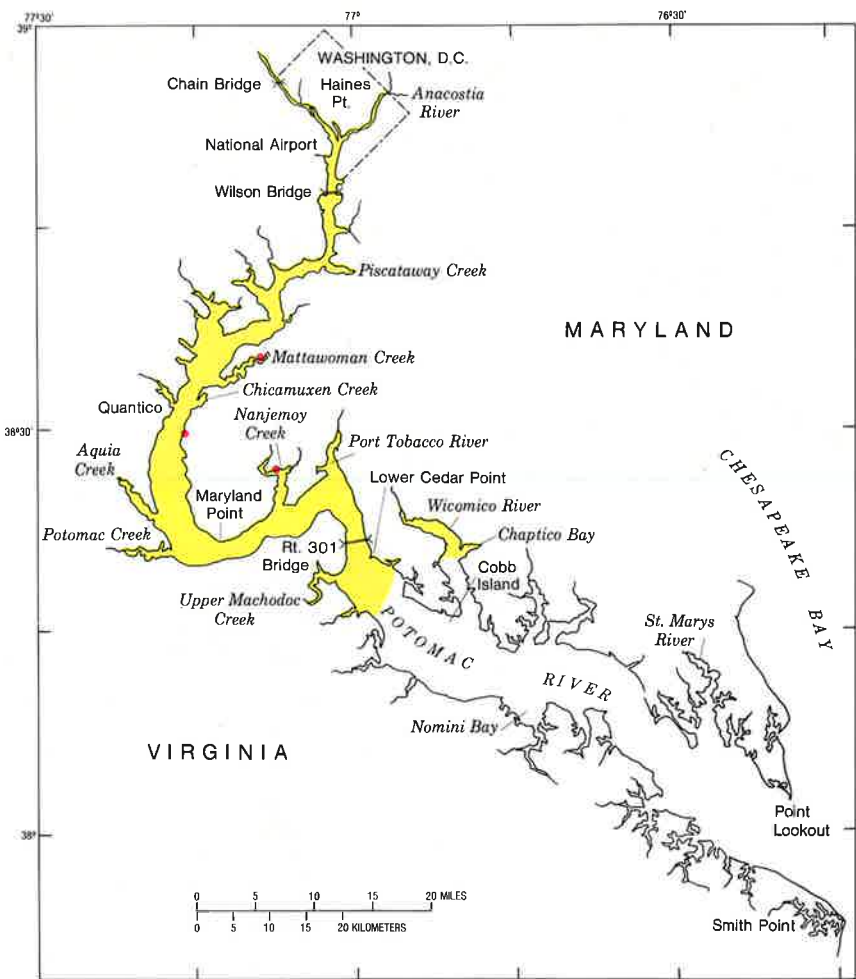 77°30'
77°
76°30'
39°
WASHINGTON, D.C.
Chain Bridge
Haines
Pt.
Anacostia
River
National Airport
Wilson Bridge
Piscataway Creek
MARYLAND
Mattawoman Creek
Chicamuxen Creek
Quantico
Nanjemoy
Creek
38°30'
Port Tobacco River
Aquia
Creek
Lower Cedar Point
CHESAPEAKE BAY
Maryland
Point
Wicomico River
Potomac Creek
Chaptico Bay
Rt. 301
Bridge
Cobb
Island
Upper Machodoc
Creek
St. Marys
River
POTOMAC
RIVER
Nomini Bay
VIRGINIA
Point
Lookout
38°
0 5 10 15 20 MILES
0 5 10 15 20 KILOMETERS
Smith Point